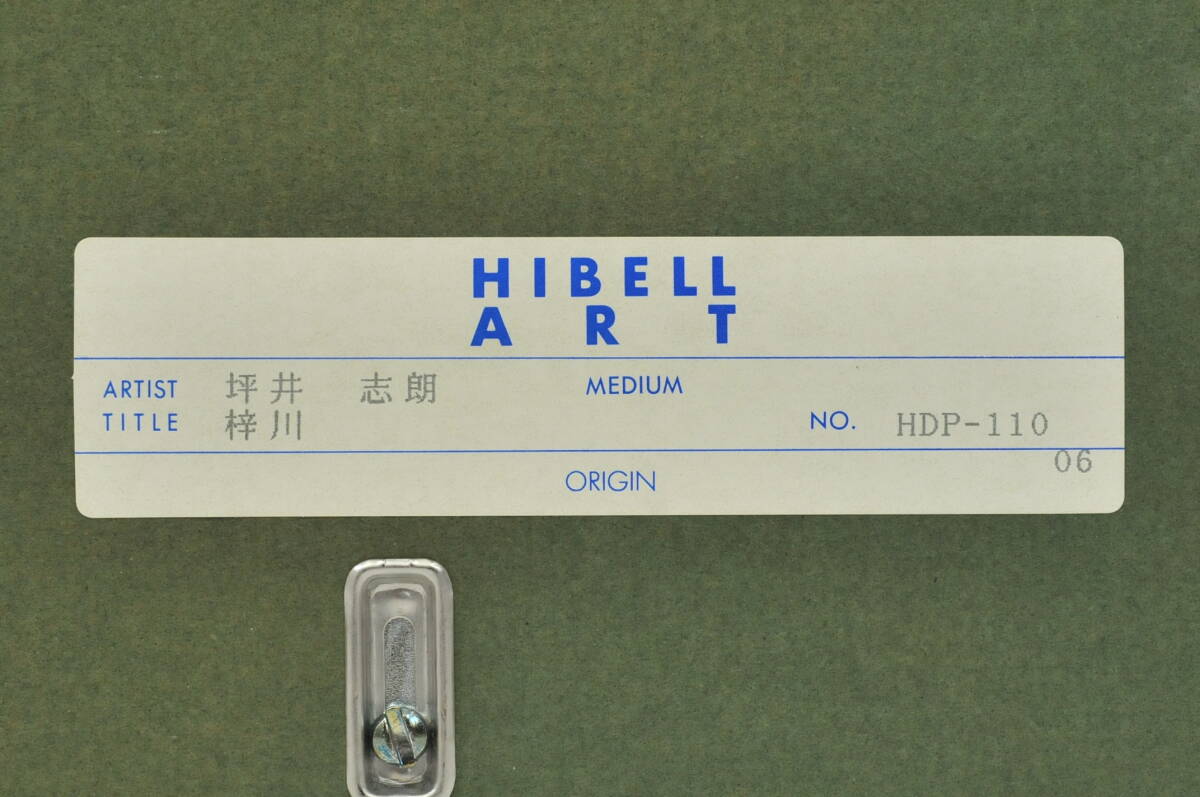 HIBELL
ART
ARTIST 坪井 志朗 MEDIUM
TITLE 梓川 NO. HDP-110
06
ORIGIN